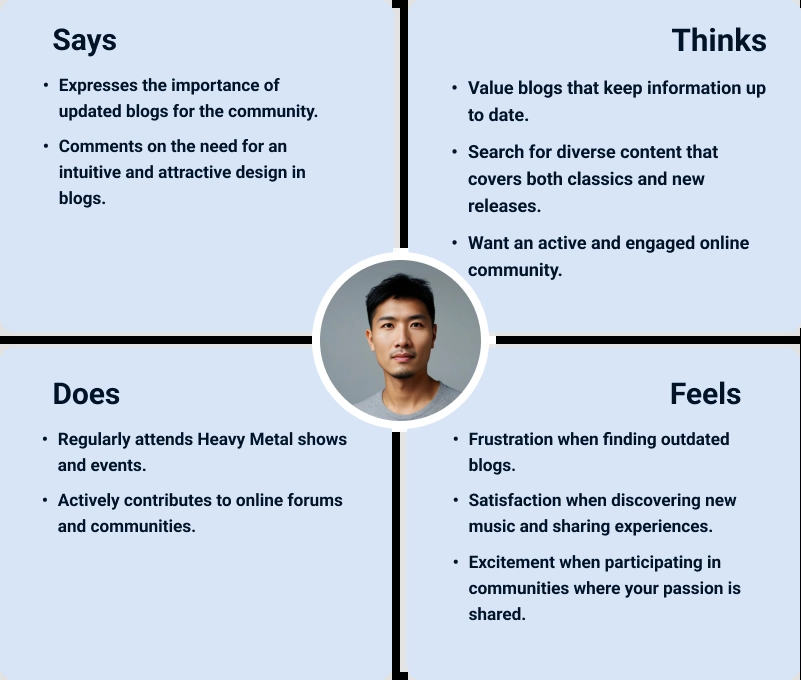 Says
• Expresses the importance of
updated blogs for the community.
• Comments on the need for an
intuitive and attractive design in
blogs.
Thinks
• Value blogs that keep information up
to date.
• Search for diverse content that
covers both classics and new
releases.
• Want an active and engaged online
community.
Does
• Regularly attends Heavy Metal shows
and events.
• Actively contributes to online forums
and communities.
Feels
• Frustration when finding outdated
blogs.
• Satisfaction when discovering new
music and sharing experiences.
• Excitement when participating in
communities where your passion is
shared.